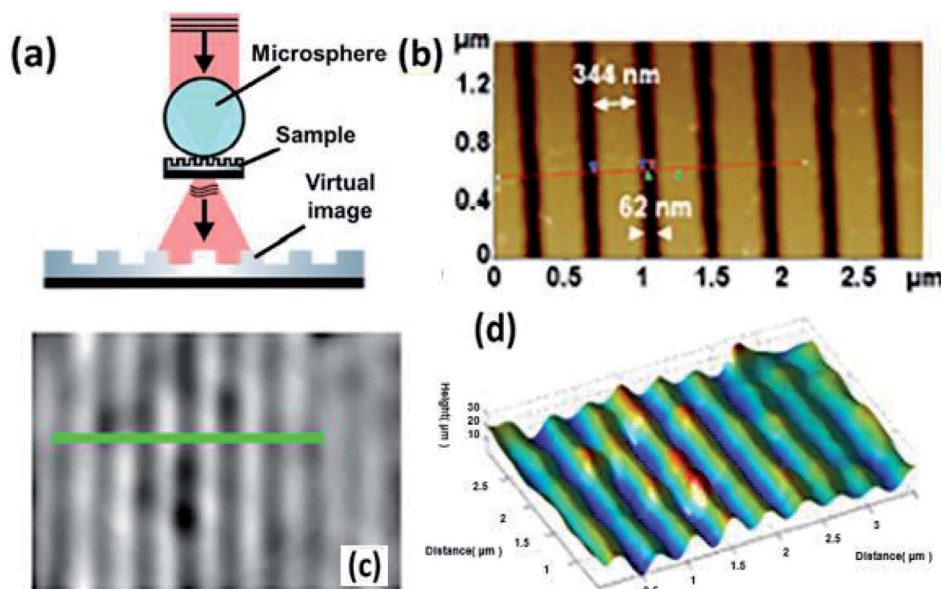 (a)
Microsphere
Sample
Virtual
image
(b)
µm
1.2
0.8
0.4
0
344 nm
62 nm
0 0.5 1 1.5 2 2.5 µm
(c)
(d)
Height( µm )
30
20
10
2.5
2
1.5
1
Distance( µm )
0.5
1
1.5
2
2.5
3
Distance( µm )